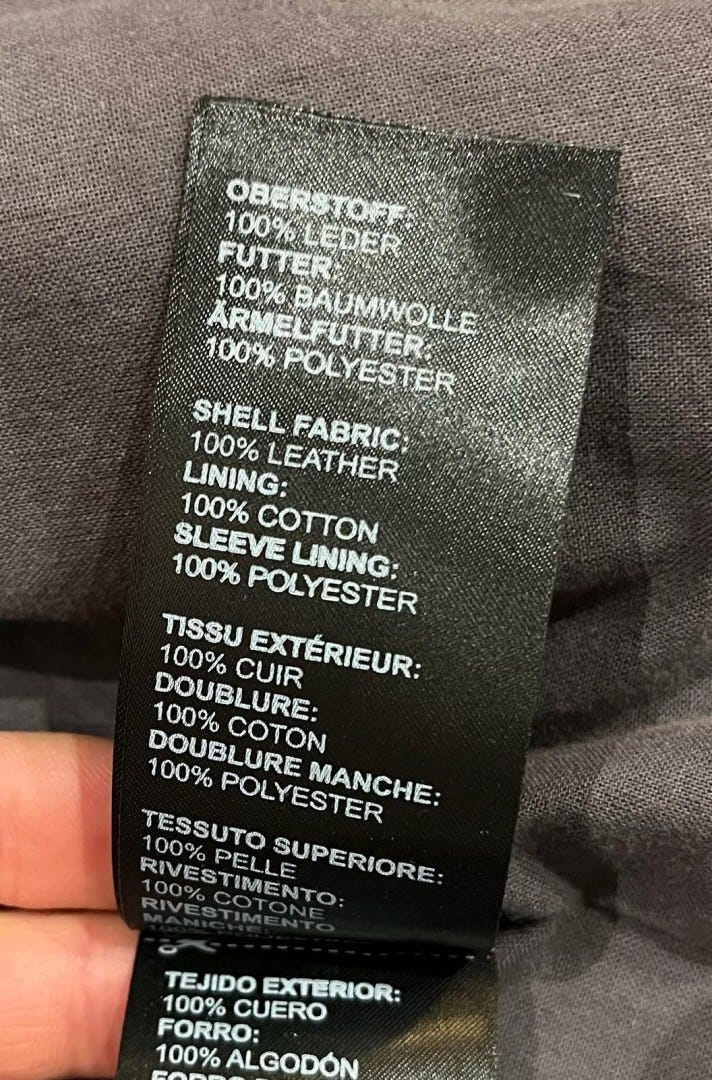 OBERSTOFF:
100% LEDER
FUTTER:
100% BAUMWOLLE
ÄRMELFUTTER:
100% POLYESTER
SHELL FABRIC:
100% LEATHER
LINING:
100% COTTON
SLEEVE LINING:
100% POLYESTER
TISSU EXTÉRIEUR:
100% CUIR
DOUBLURE:
100% COTON
DOUBLURE MANCHE:
100% POLYESTER
TESSUTO SUPERIORE:
100% PELLE
RIVESTIMENTO:
100% COTONE
RIVESTIMENTO
MANICHE:
TEJIDO EXTERIOR:
100% CUERO
FORRO:
100% ALGODÓN
FORRO